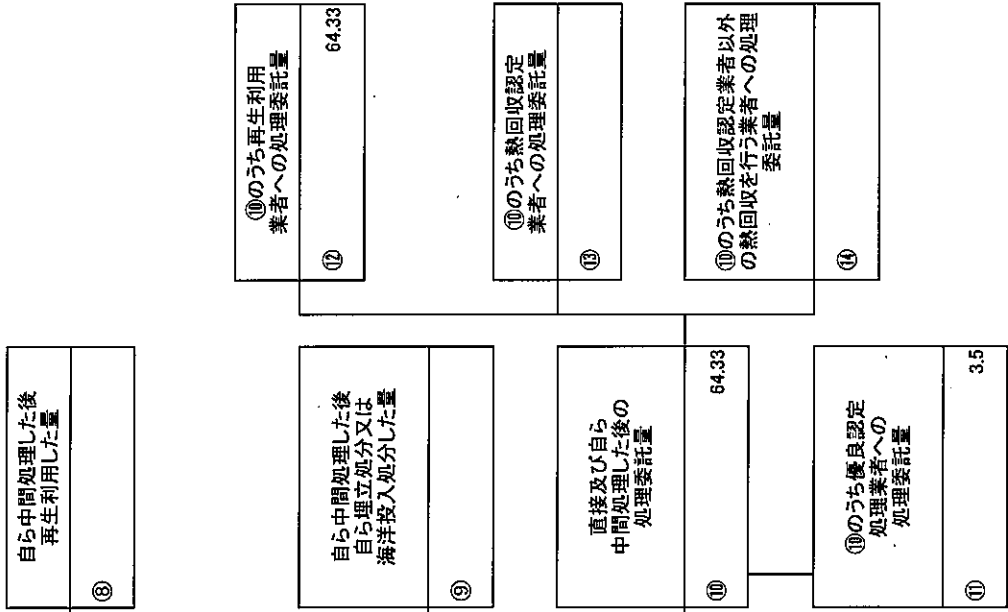 自ら中間処理した後
再生利用した量
⑧
自ら中間処理した後
自ら埋立処分又は
海洋投入処分した量
⑨
直接及び自ら
中間処理した後の
処理委託量
⑩ 64.33
⑩のうち優良認定
処理業者への
処理委託量
⑪ 3.5
⑩のうち再生利用
業者への処理委託量
⑫ 64.33
⑩のうち熱回収認定
業者への処理委託量
⑬
⑩のうち熱回収認定業者以外
の熱回収を行う業者への処理
委託量
⑭